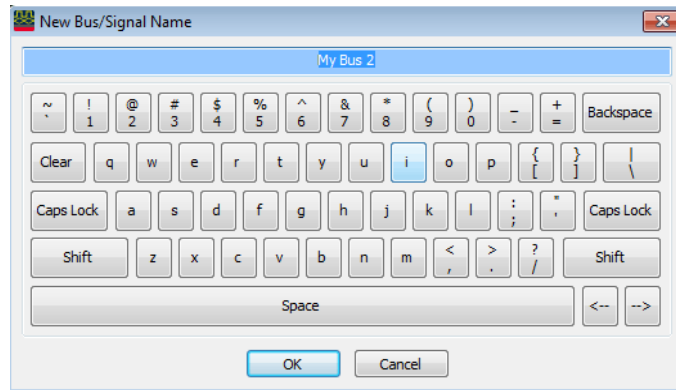 New Bus/Signal Name
My Bus 2
~ ! @ # $ % ^ & * ( ) _ +
` 1 2 3 4 5 6 7 8 9 0 - = Backspace
Clear q w e r t y u i o p { [ } ] | \
Caps Lock a s d f g h j k l : ; " ' Caps Lock
Shift z x c v b n m < , > . ? / Shift
Space <-- -->
OK Cancel